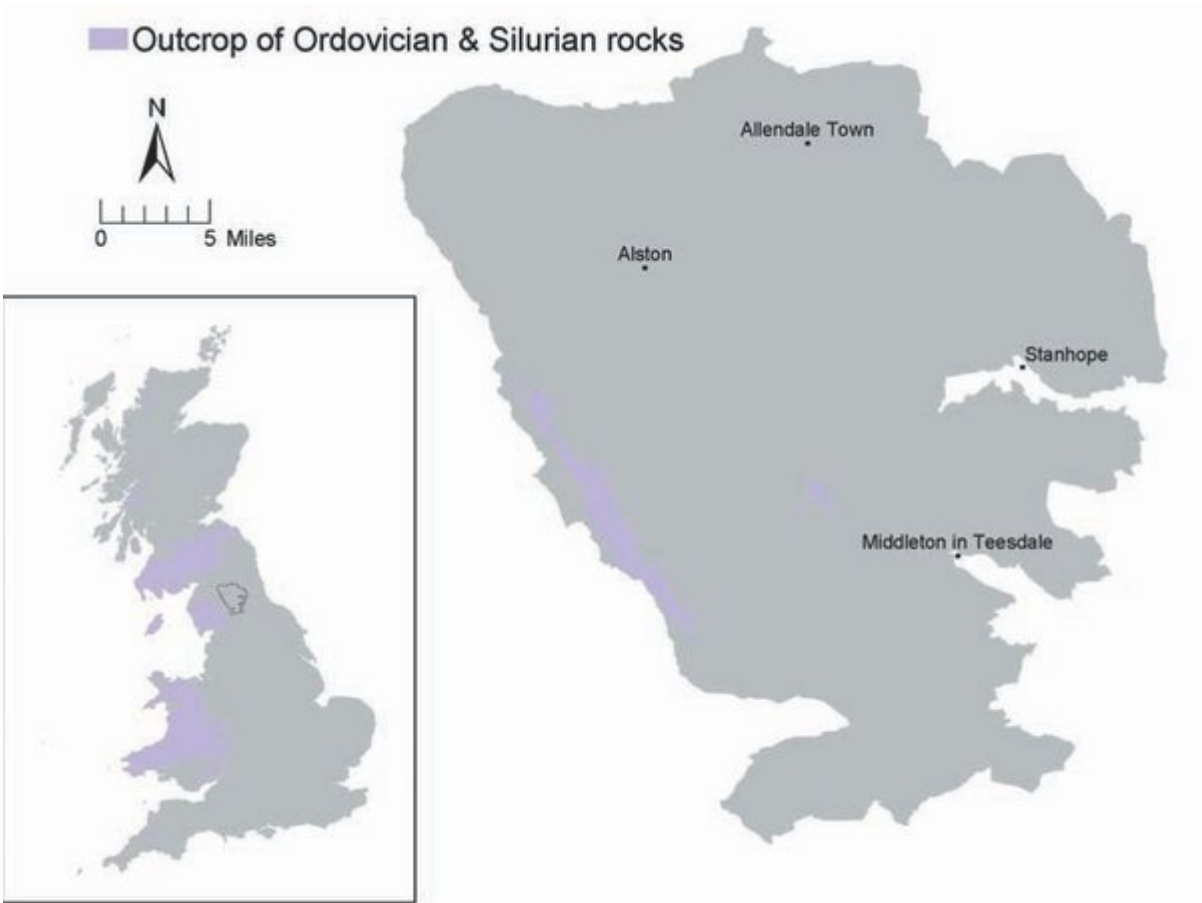 Outcrop of Ordovician & Silurian rocks
N
0 5 Miles
Allendale Town
Alston
Stanhope
Middleton in Teesdale